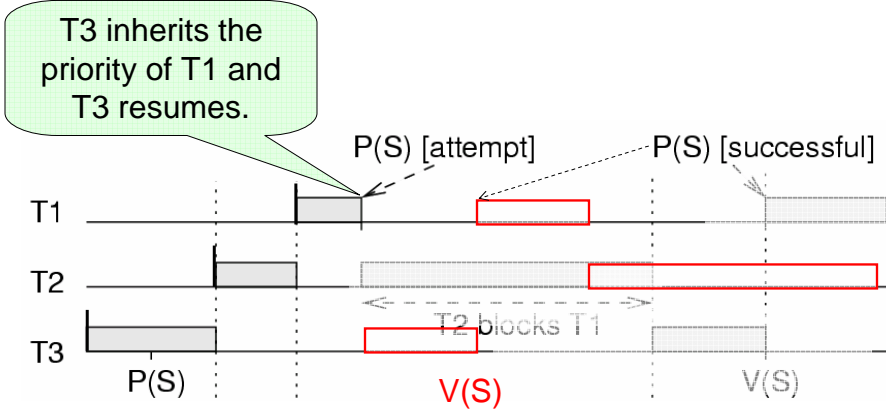 T3 inherits the
priority of T1 and
T3 resumes.
P(S) [attempt]
P(S) [successful]
T1
T2
T2 blocks T1
T3
P(S)
V(S)
V(S)